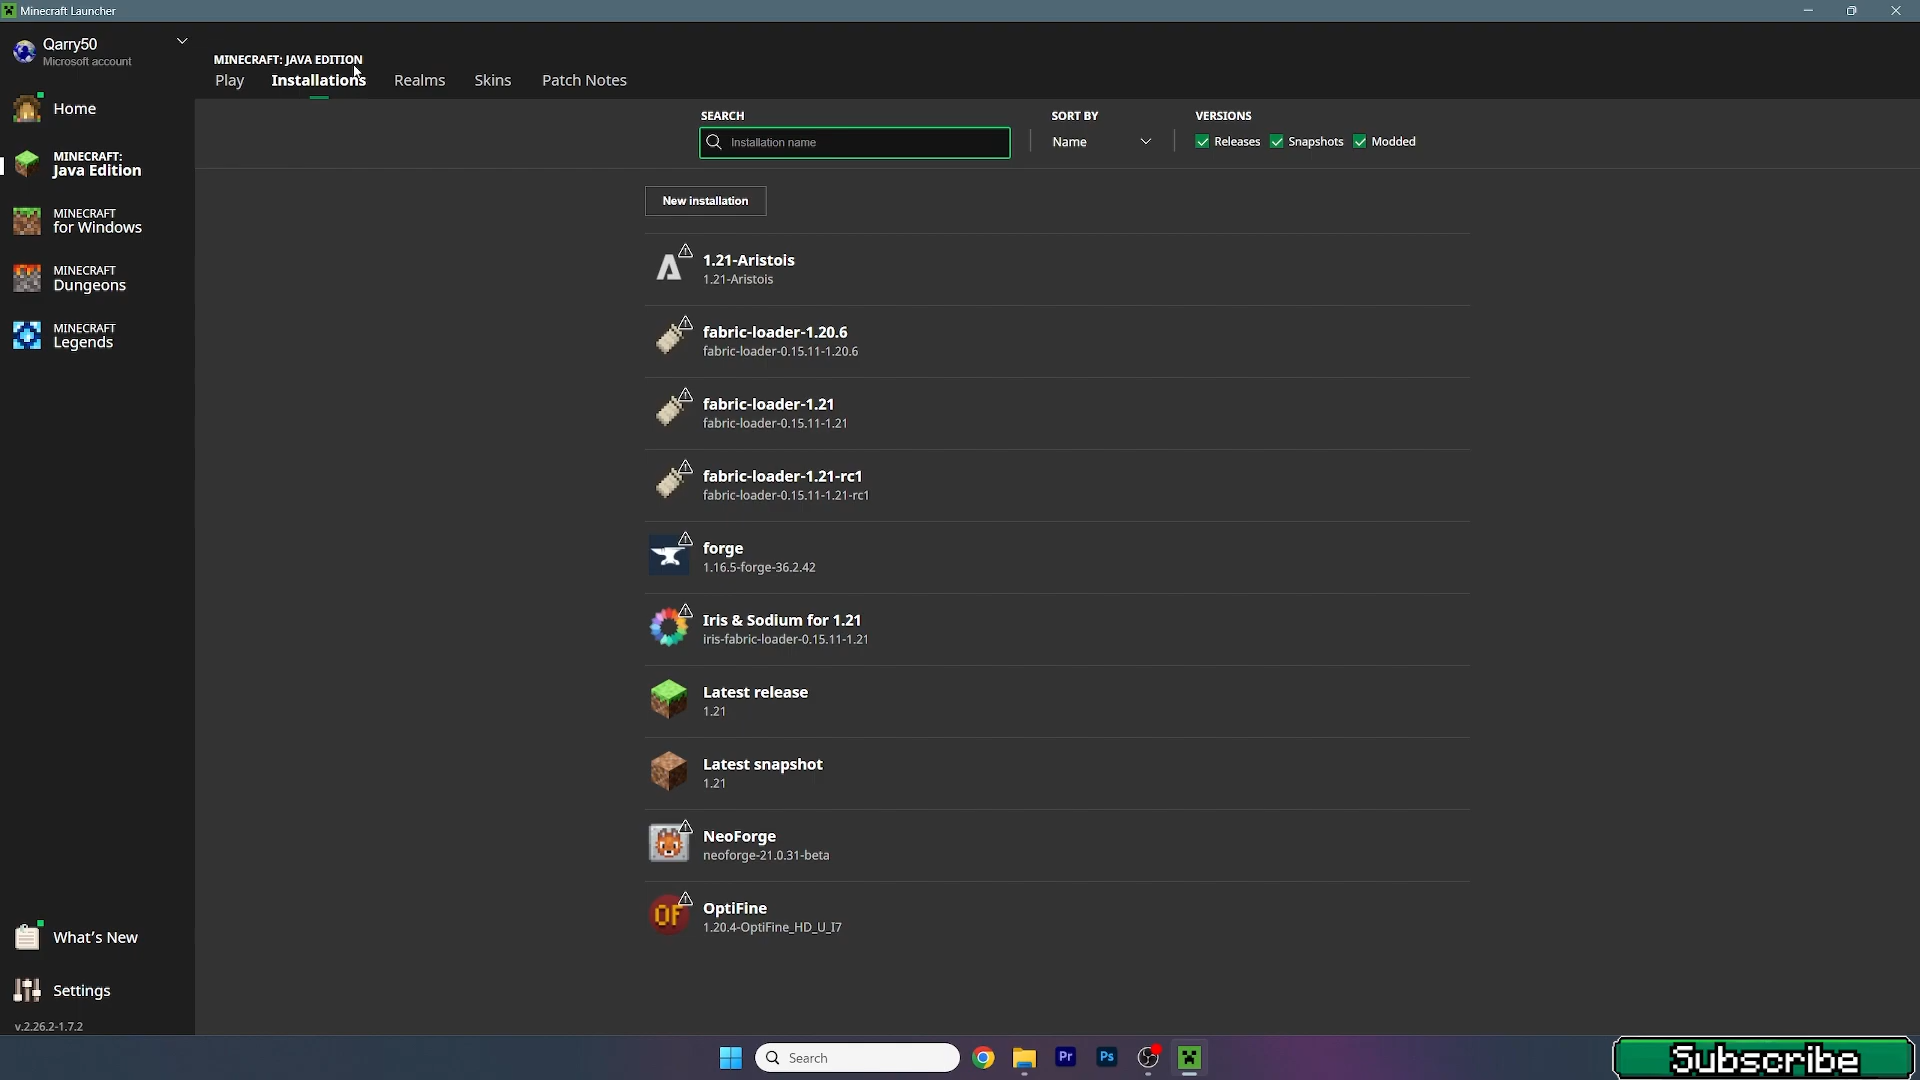 Minecraft Launcher
Qarry50
Microsoft account
MINECRAFT: JAVA EDITION
Play Installations Realms Skins Patch Notes
Home
MINECRAFT:
Java Edition
MINECRAFT
for Windows
MINECRAFT
Dungeons
MINECRAFT
Legends
What's New
Settings
v.2.26.2-1.7.2
SEARCH SORT BY VERSIONS
Installation name Name Releases Snapshots Modded
New installation
1.21-Aristois
1.21-Aristois
fabric-loader-1.20.6
fabric-loader-0.15.11-1.20.6
fabric-loader-1.21
fabric-loader-0.15.11-1.21
fabric-loader-1.21-rc1
fabric-loader-0.15.11-1.21-rc1
forge
1.16.5-forge-36.2.42
Iris & Sodium for 1.21
iris-fabric-loader-0.15.11-1.21
Latest release
1.21
Latest snapshot
1.21
NeoForge
neoforge-21.0.31-beta
OF
OptiFine
1.20.4-OptiFine_HD_U_I7
Search Pr Ps
Subscribe